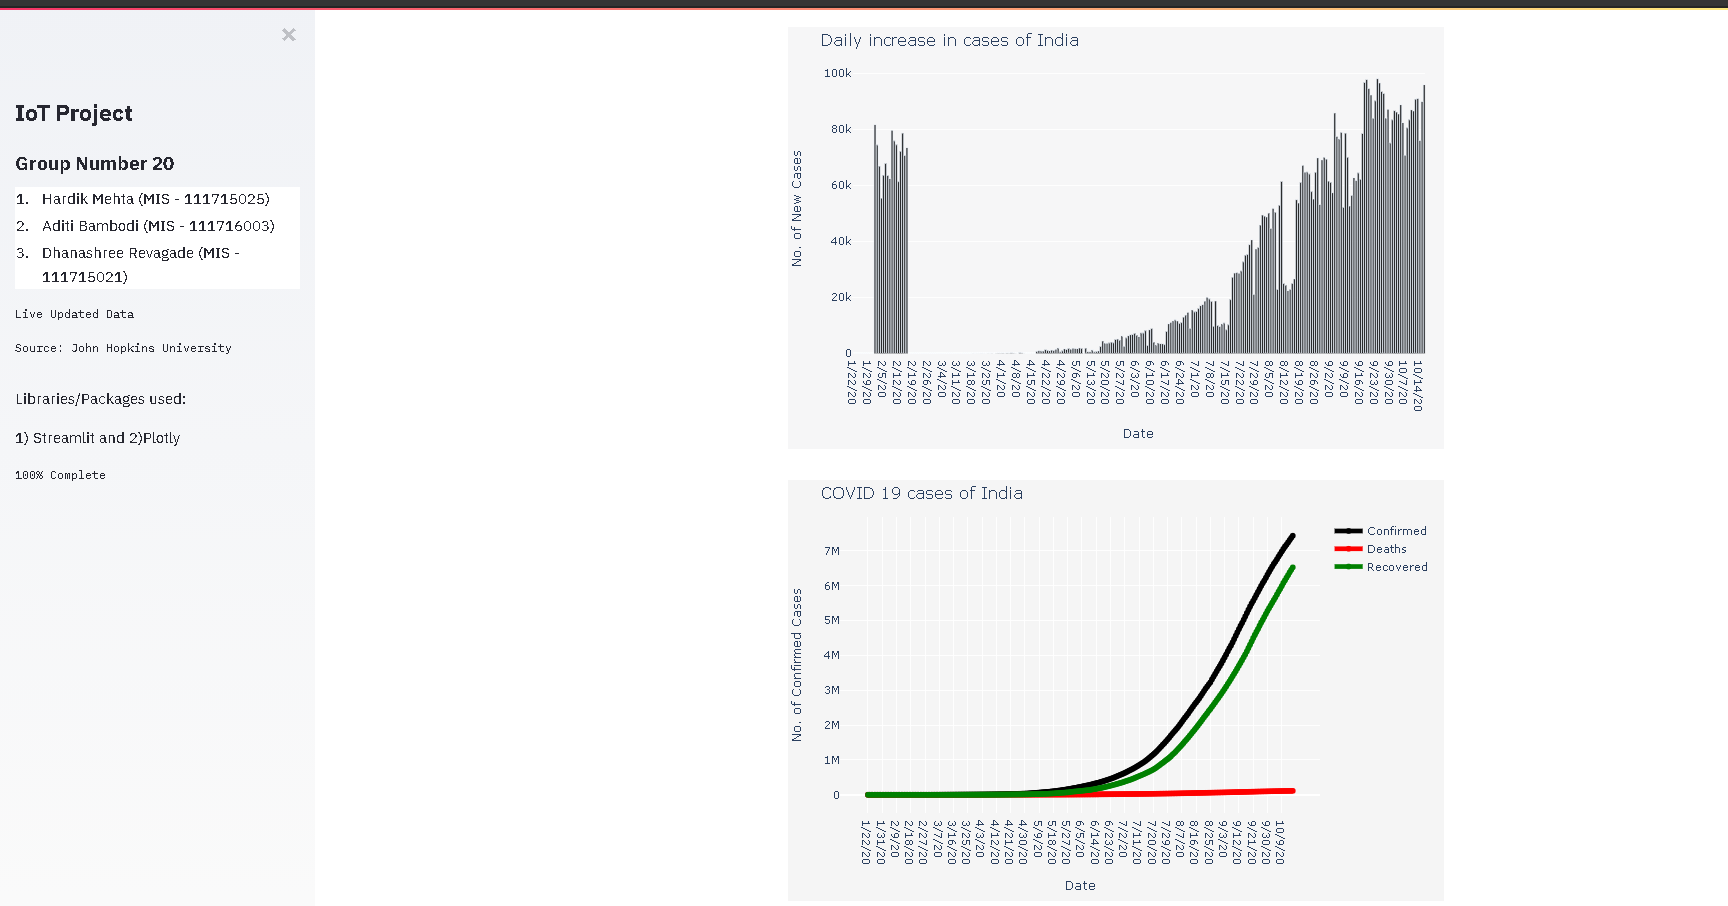 ×
IoT Project
Group Number 20
1. Hardik Mehta (MIS - 111715025)
2. Aditi Bambodi (MIS - 111716003)
3. Dhanashree Revagade (MIS -
111715021)
Live Updated Data
Source: John Hopkins University
Libraries/Packages used:
1) Streamlit and 2)Plotly
100% Complete
Daily increase in cases of India
No. of New Cases
100k
80k
60k
40k
20k
0
1/22/20
1/29/20
2/5/20
2/12/20
2/19/20
2/26/20
3/4/20
3/11/20
3/18/20
3/25/20
4/1/20
4/8/20
4/15/20
4/22/20
4/29/20
5/6/20
5/13/20
5/20/20
5/27/20
6/3/20
6/10/20
6/17/20
6/24/20
7/1/20
7/8/20
7/15/20
7/22/20
7/29/20
8/5/20
8/12/20
8/19/20
8/26/20
9/2/20
9/9/20
9/16/20
9/23/20
9/30/20
10/7/20
10/14/20
Date
COVID 19 cases of India
No. of Confirmed Cases
7M
6M
5M
4M
3M
2M
1M
0
1/22/20
1/31/20
2/9/20
2/18/20
2/27/20
3/7/20
3/16/20
3/25/20
4/3/20
4/12/20
4/21/20
4/30/20
5/9/20
5/18/20
5/27/20
6/5/20
6/14/20
6/23/20
7/2/20
7/11/20
7/20/20
7/29/20
8/7/20
8/16/20
8/25/20
9/3/20
9/12/20
9/21/20
9/30/20
10/9/20
Date
Confirmed
Deaths
Recovered